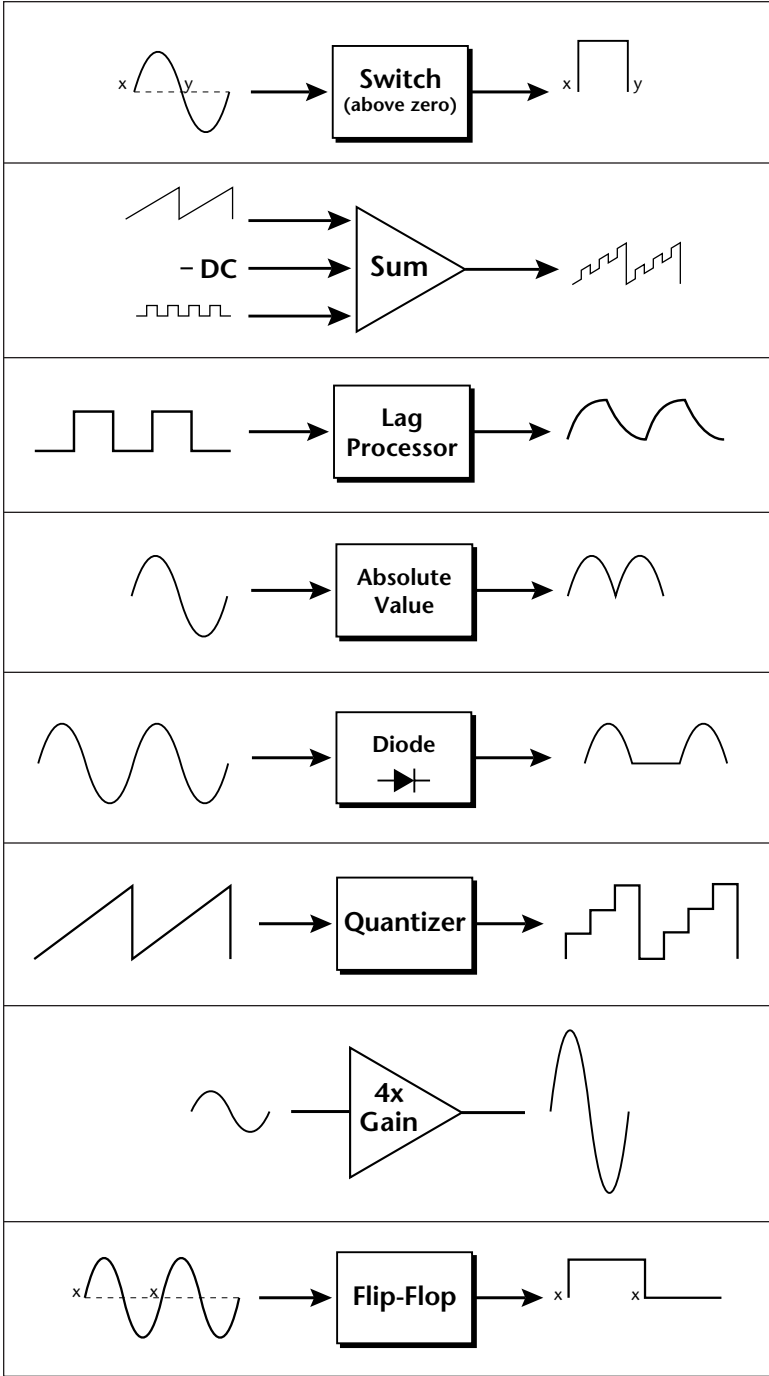 x
y
Switch
(above zero)
x
y
– DC
Sum
Lag
Processor
Absolute
Value
Diode
Quantizer
4x
Gain
x
x
Flip-Flop
x
x